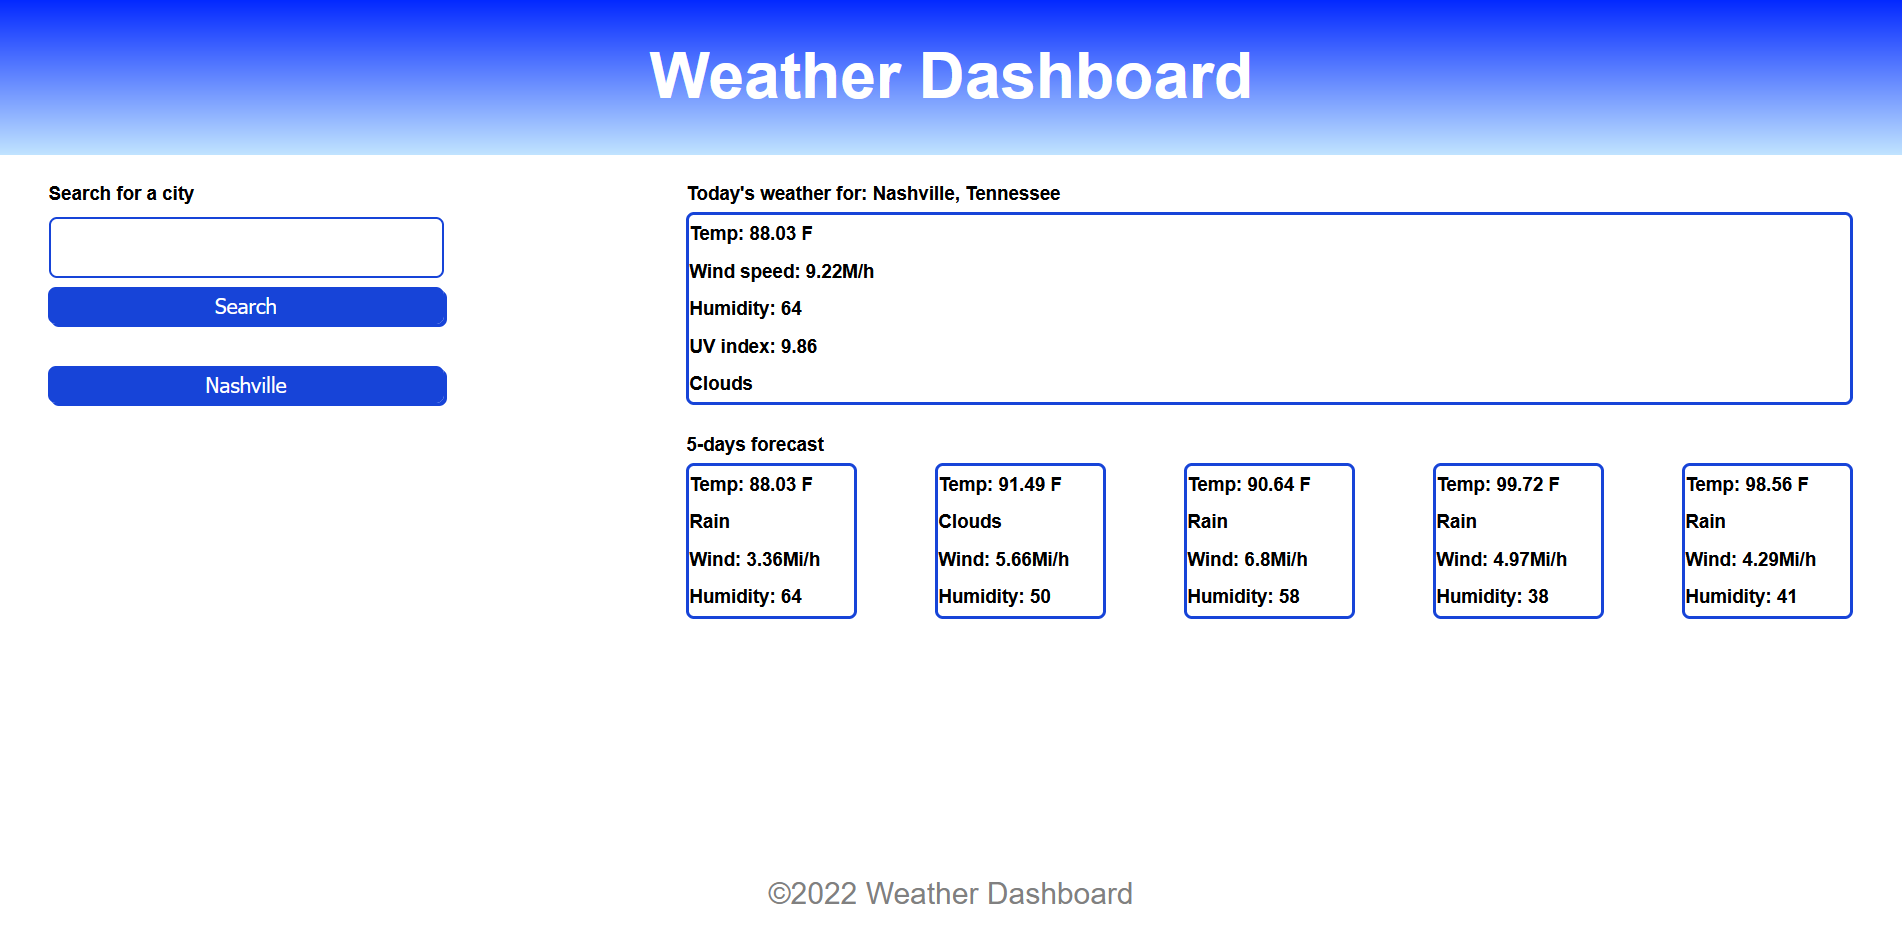 Weather Dashboard
Search for a city
Search
Nashville
Today's weather for: Nashville, Tennessee
Temp: 88.03 F
Wind speed: 9.22M/h
Humidity: 64
UV index: 9.86
Clouds
5-days forecast
Temp: 88.03 F
Rain
Wind: 3.36Mi/h
Humidity: 64
Temp: 91.49 F
Clouds
Wind: 5.66Mi/h
Humidity: 50
Temp: 90.64 F
Rain
Wind: 6.8Mi/h
Humidity: 58
Temp: 99.72 F
Rain
Wind: 4.97Mi/h
Humidity: 38
Temp: 98.56 F
Rain
Wind: 4.29Mi/h
Humidity: 41
©2022 Weather Dashboard